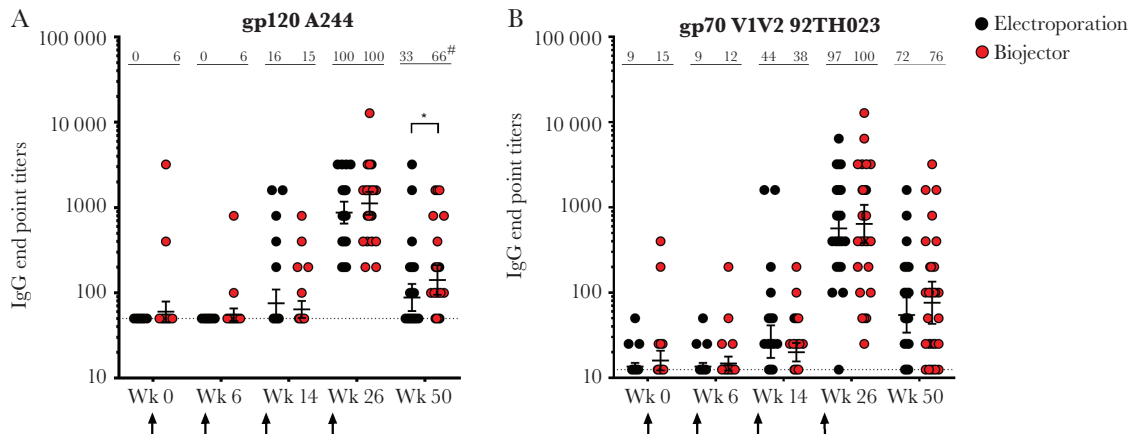 A
gp120 A244
100 000
10 000
1000
100
10
IgG end point titers
0 6 0 6 16 15 100 100 33 66#
*
Wk 0 Wk 6 Wk 14 Wk 26 Wk 50
B
gp70 V1V2 92TH023
100 000
10 000
1000
100
10
IgG end point titers
9 15 9 12 44 38 97 100 72 76
Wk 0 Wk 6 Wk 14 Wk 26 Wk 50
Electroporation
Biojector